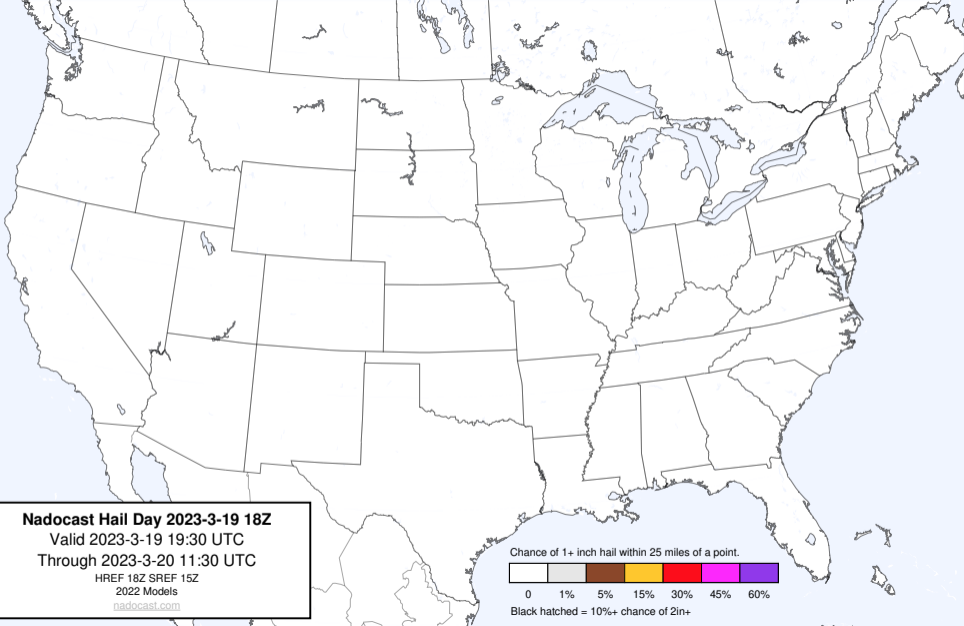 Nadocast Hail Day 2023-3-19 18Z
Valid 2023-3-19 19:30 UTC
Through 2023-3-20 11:30 UTC
HREF 18Z SREF 15Z
2022 Models
nadocast.com
Chance of 1+ inch hail within 25 miles of a point.
0 1% 5% 15% 30% 45% 60%
Black hatched = 10%+ chance of 2in+